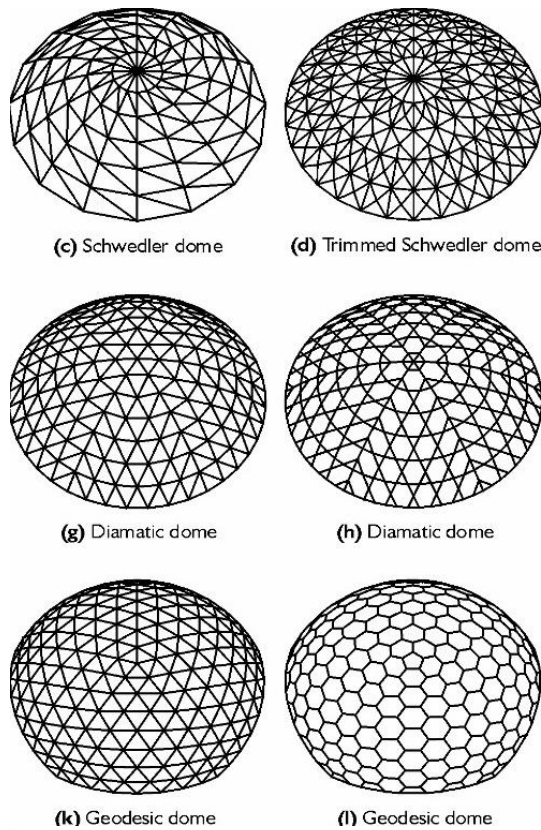 (c) Schwedler dome
(d) Trimmed Schwedler dome
(g) Diamatic dome
(h) Diamatic dome
(k) Geodesic dome
(l) Geodesic dome